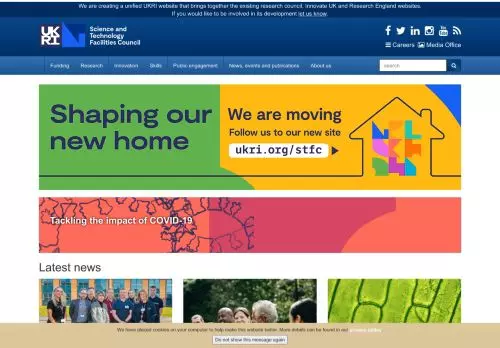 We are creating a unified UKRI website that brings together the existing research council, Innovate UK and Research England websites.
If you would like to be involved in its development let us know.
UK
RI
Science and
Technology
Facilities Council
Careers Media Office
Funding Research Innovation Skills Public engagement News, events and publications About us
search
Shaping our
new home
We are moving
Follow us to our new site
ukri.org/stfc
Tackling the impact of COVID-19
Latest news
We have placed cookies on your computer to help make this website better. More details can be found in our privacy policy
Do not show this message again